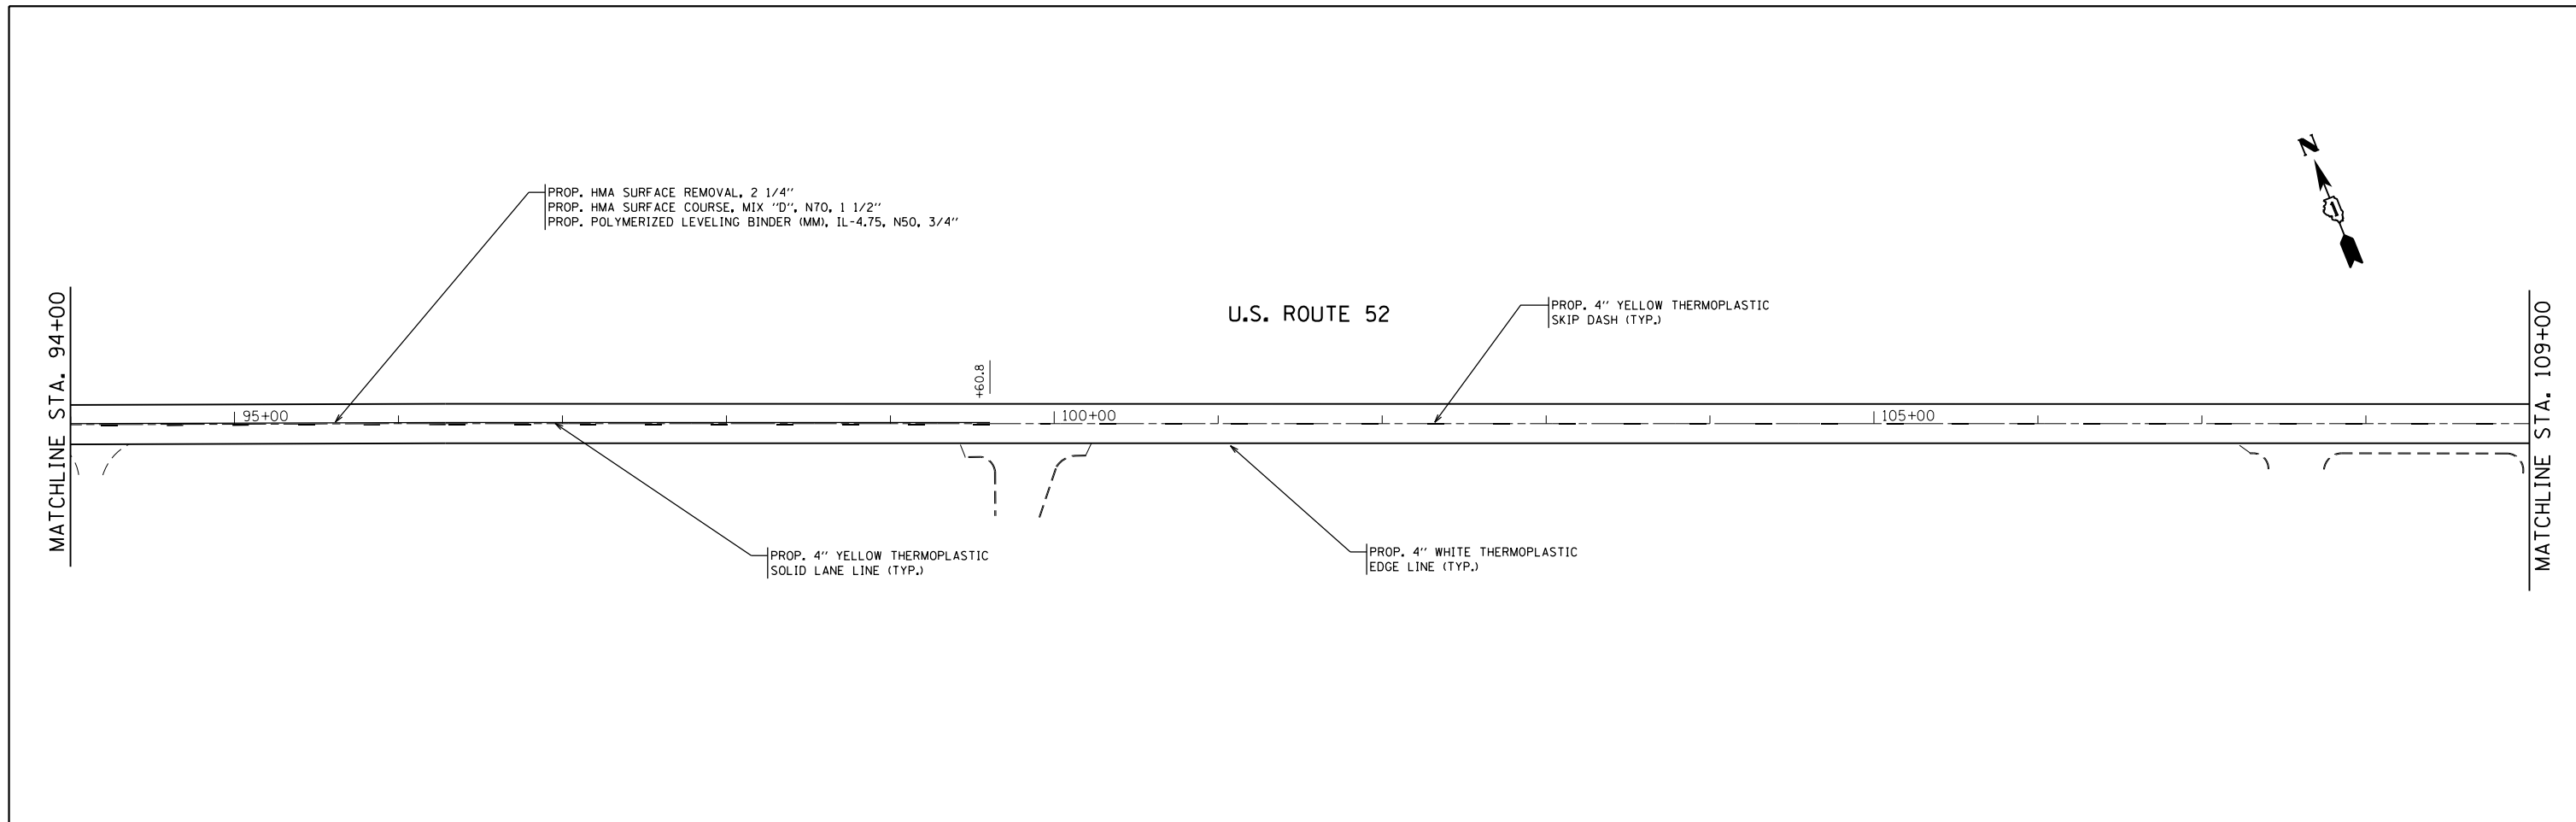 N
PROP. HMA SURFACE REMOVAL, 2 1/4"
PROP. HMA SURFACE COURSE, MIX "D", N70, 1 1/2"
PROP. POLYMERIZED LEVELING BINDER (MM), IL-4.75, N50, 3/4"
U.S. ROUTE 52
PROP. 4" YELLOW THERMOPLASTIC
SKIP DASH (TYP.)
MATCHLINE STA. 94+00
+60.8
MATCHLINE STA. 109+00
95+00
100+00
105+00
PROP. 4" YELLOW THERMOPLASTIC
SOLID LANE LINE (TYP.)
PROP. 4" WHITE THERMOPLASTIC
EDGE LINE (TYP.)